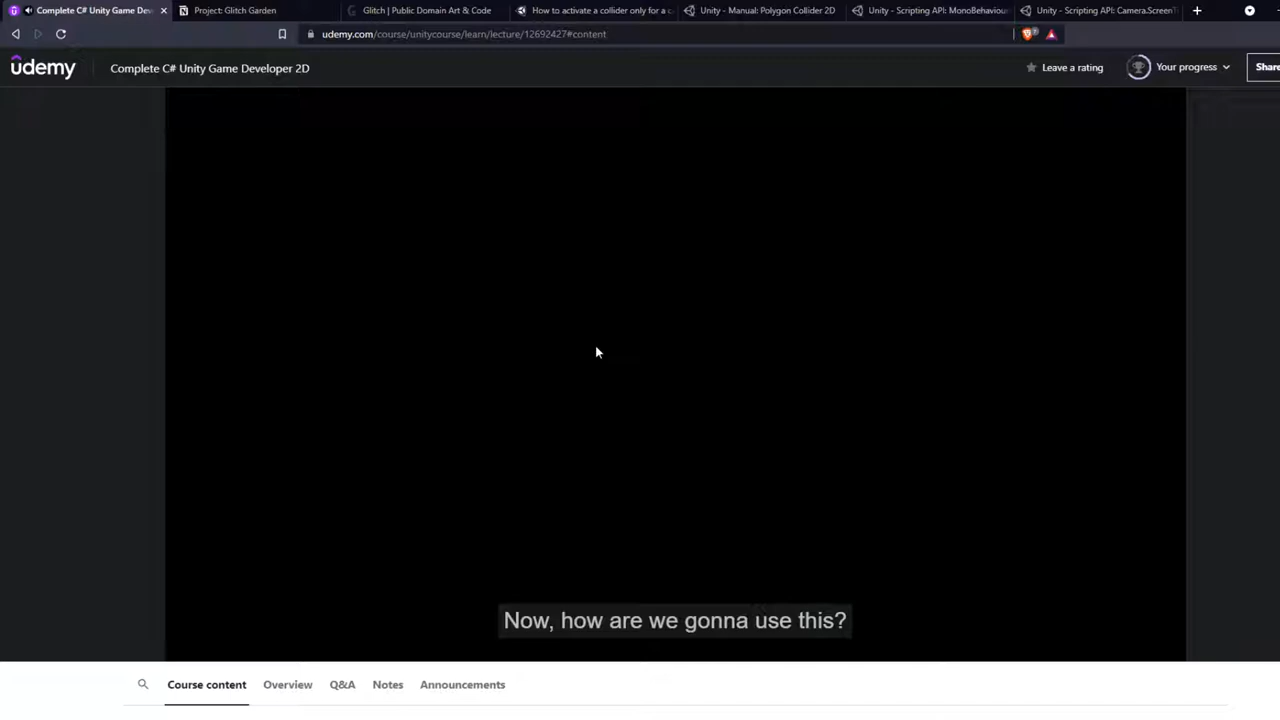 Complete C# Unity Game Dev
Project: Glitch Garden
Glitch | Public Domain Art & Code
How to activate a collider only for a c
Unity - Manual: Polygon Collider 2D
Unity - Scripting API: MonoBehaviou
Unity - Scripting API: Camera.ScreenT
udemy.com/course/unitycourse/learn/lecture/12692427#content
udemy
Complete C# Unity Game Developer 2D
Leave a rating
Your progress
Share
Now, how are we gonna use this?
Course content
Overview
Q&A
Notes
Announcements